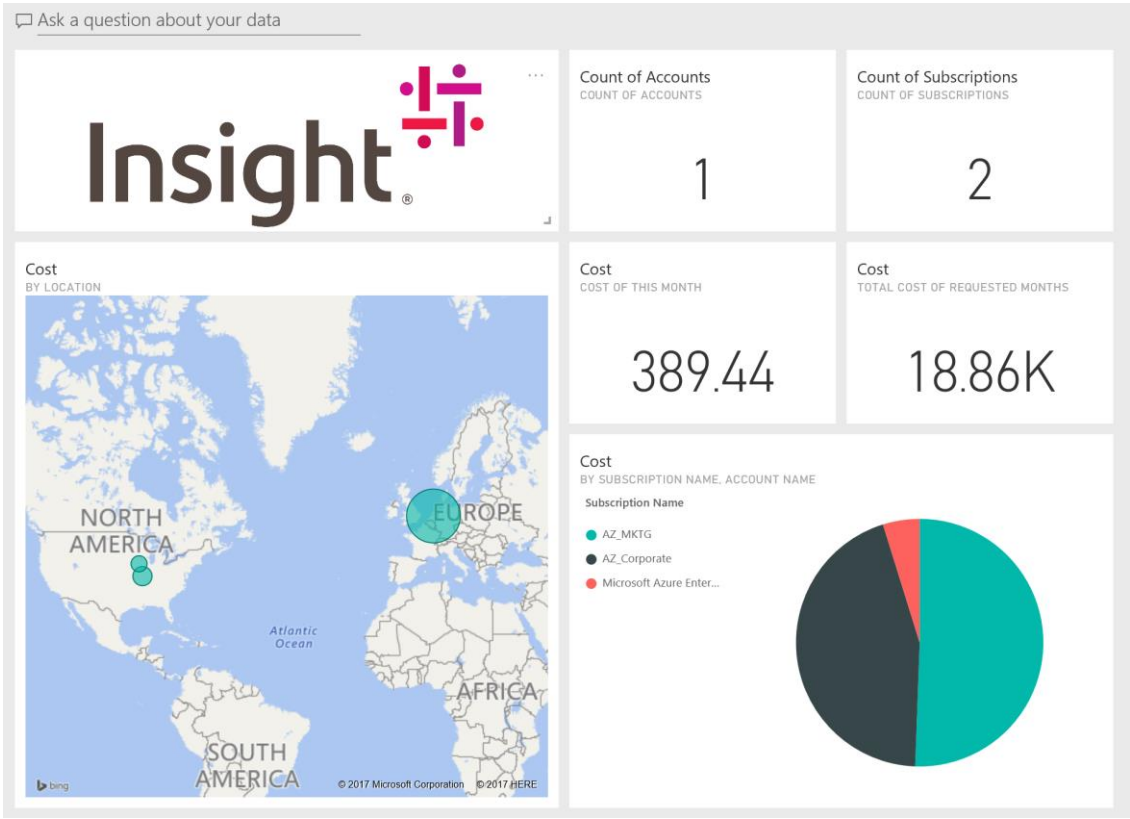 Ask a question about your data
Insight®
...
Count of Accounts
COUNT OF ACCOUNTS
1
Count of Subscriptions
COUNT OF SUBSCRIPTIONS
2
Cost
BY LOCATION
NORTH
AMERICA
EUROPE
Atlantic
Ocean
AFRICA
SOUTH
AMERICA
bing
© 2017 Microsoft Corporation © 2017 HERE
Cost
COST OF THIS MONTH
389.44
Cost
TOTAL COST OF REQUESTED MONTHS
18.86K
Cost
BY SUBSCRIPTION NAME, ACCOUNT NAME
Subscription Name
AZ_MKTG
AZ_Corporate
Microsoft Azure Enter...